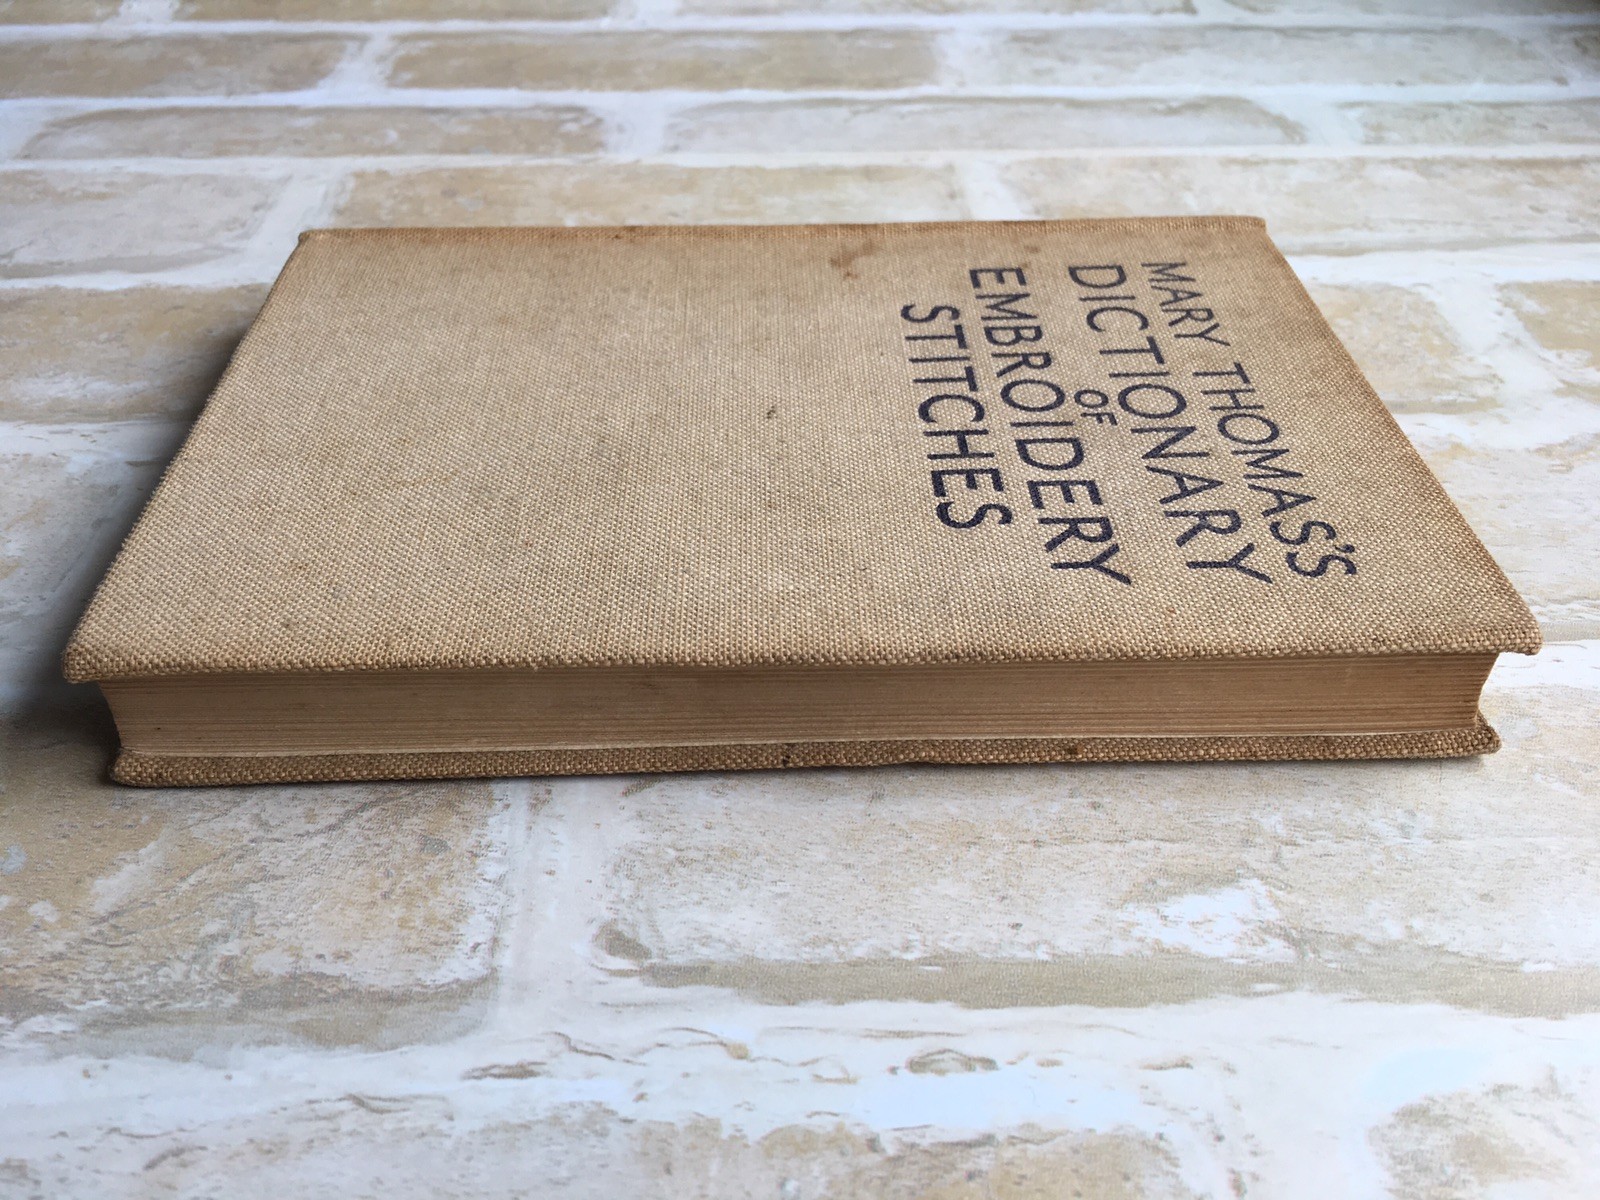 MARY THOMAS'S
DICTIONARY
OF
EMBROIDERY
STITCHES